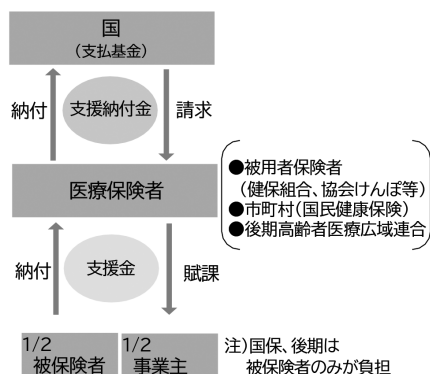 国
(支払基金)
納付
支援納付金
請求
医療保険者
●被用者保険者
(健保組合、協会けんぽ等)
●市町村(国民健康保険)
●後期高齢者医療広域連合
納付
支援金
賦課
1/2
被保険者
1/2
事業主
注)国保、後期は
被保険者のみが負担